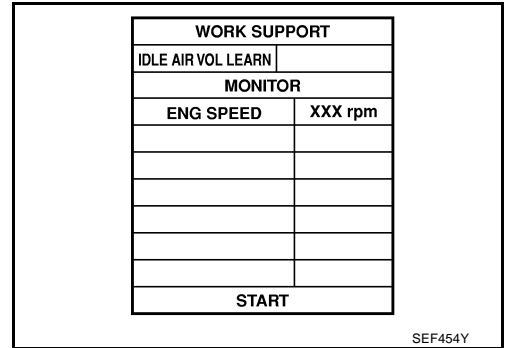 WORK SUPPORT
IDLE AIR VOL LEARN
MONITOR
ENG SPEED XXX rpm
START
SEF454Y